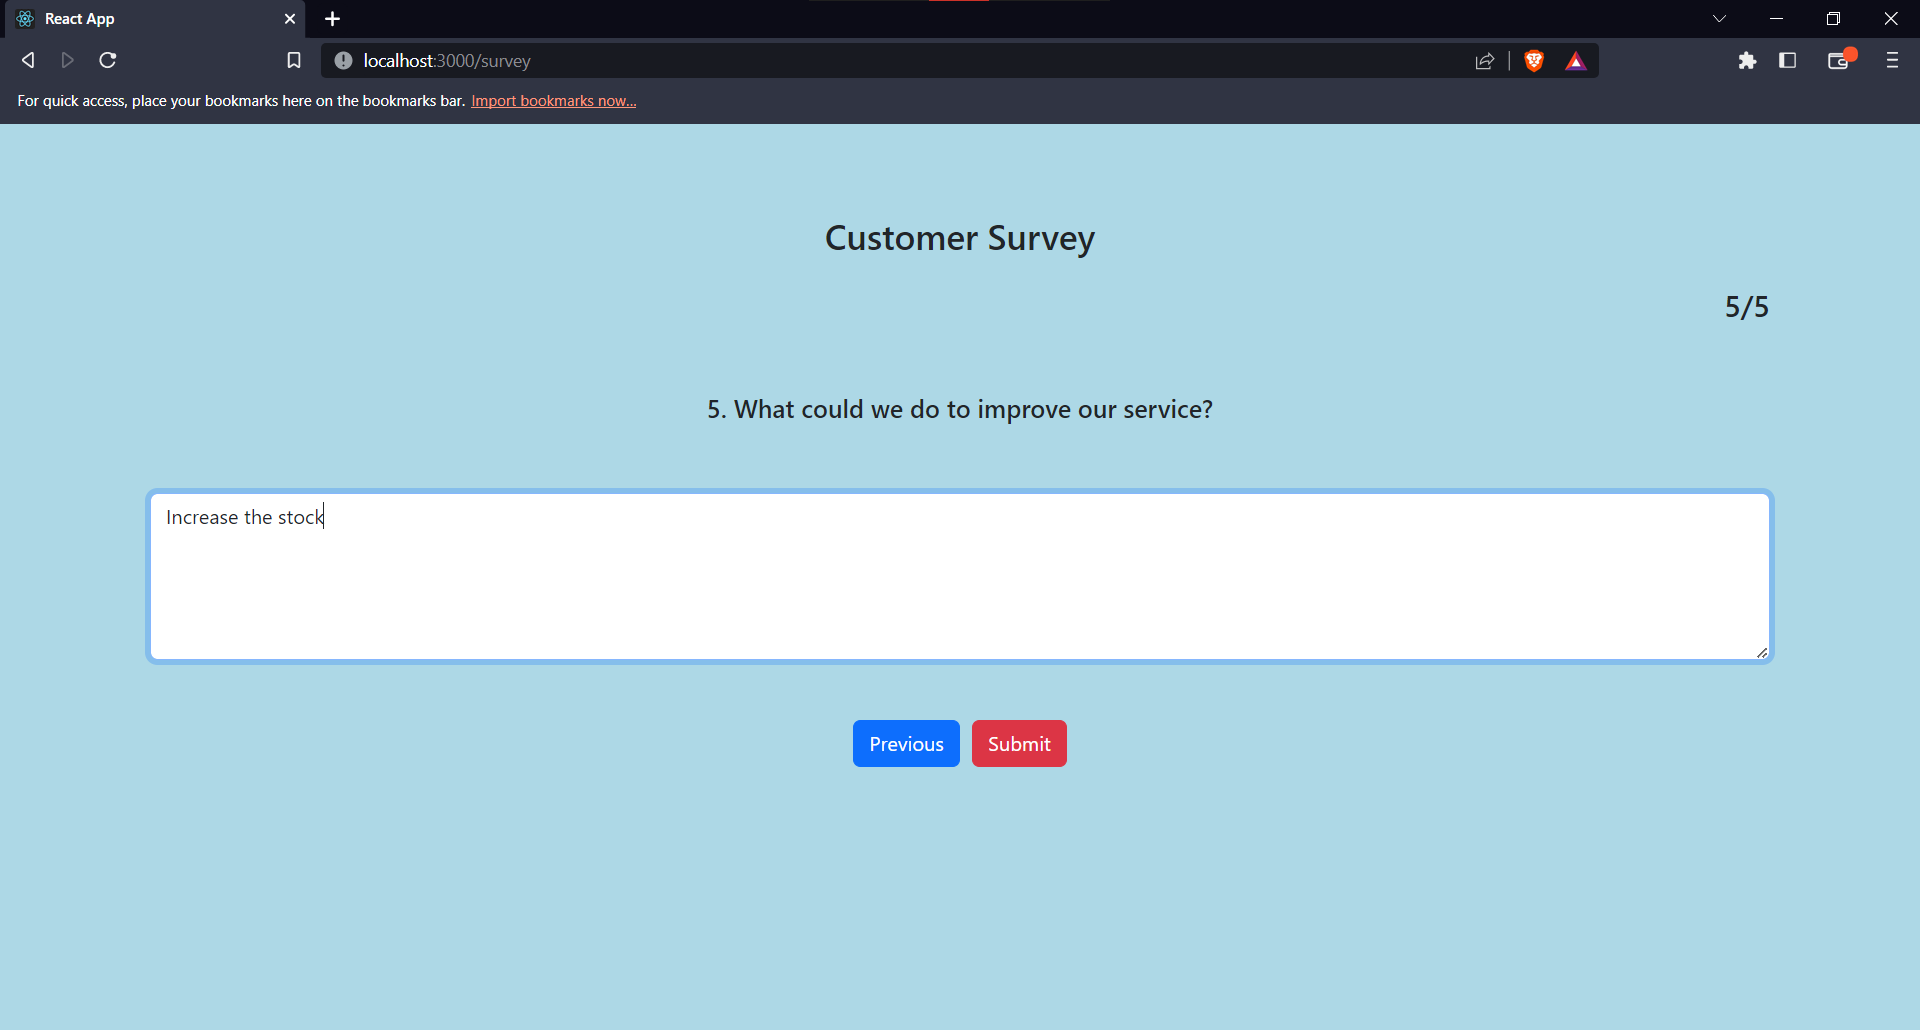 React App
localhost:3000/survey
For quick access, place your bookmarks here on the bookmarks bar. Import bookmarks now...
Customer Survey
5/5
5. What could we do to improve our service?
Increase the stock
Previous Submit